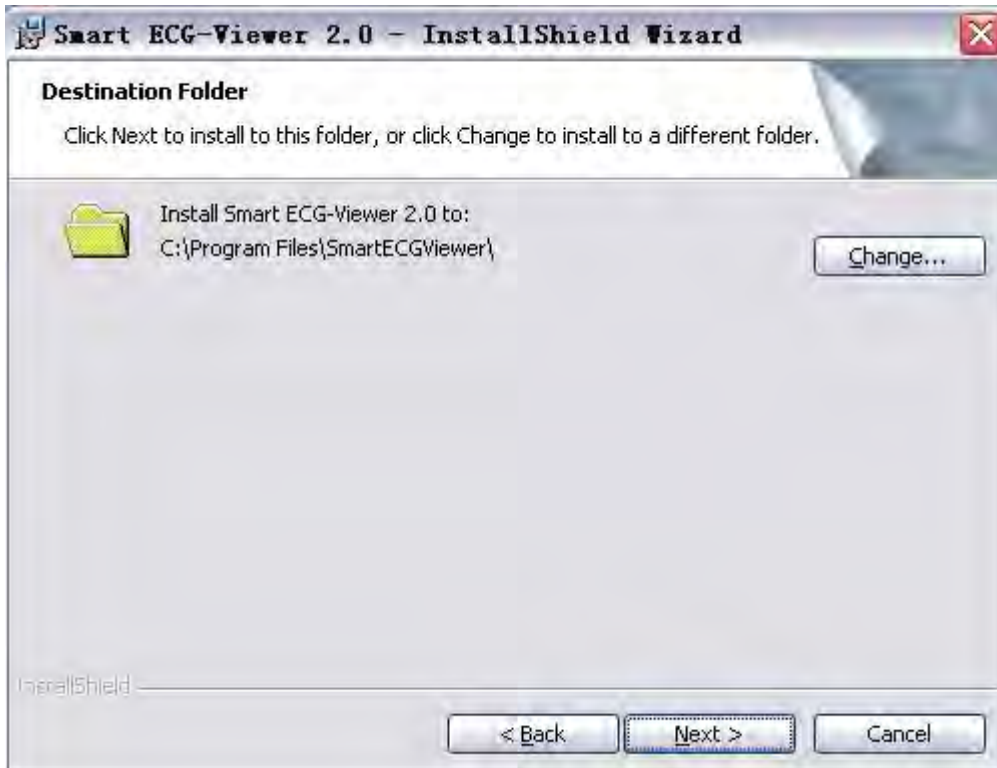 Smart ECG-Viewer 2.0 - InstallShield Wizard
Destination Folder
Click Next to install to this folder, or click Change to install to a different folder.
Install Smart ECG-Viewer 2.0 to:
C:\Program Files\SmartECGViewer\
Change...
InstallShield
< Back
Next >
Cancel